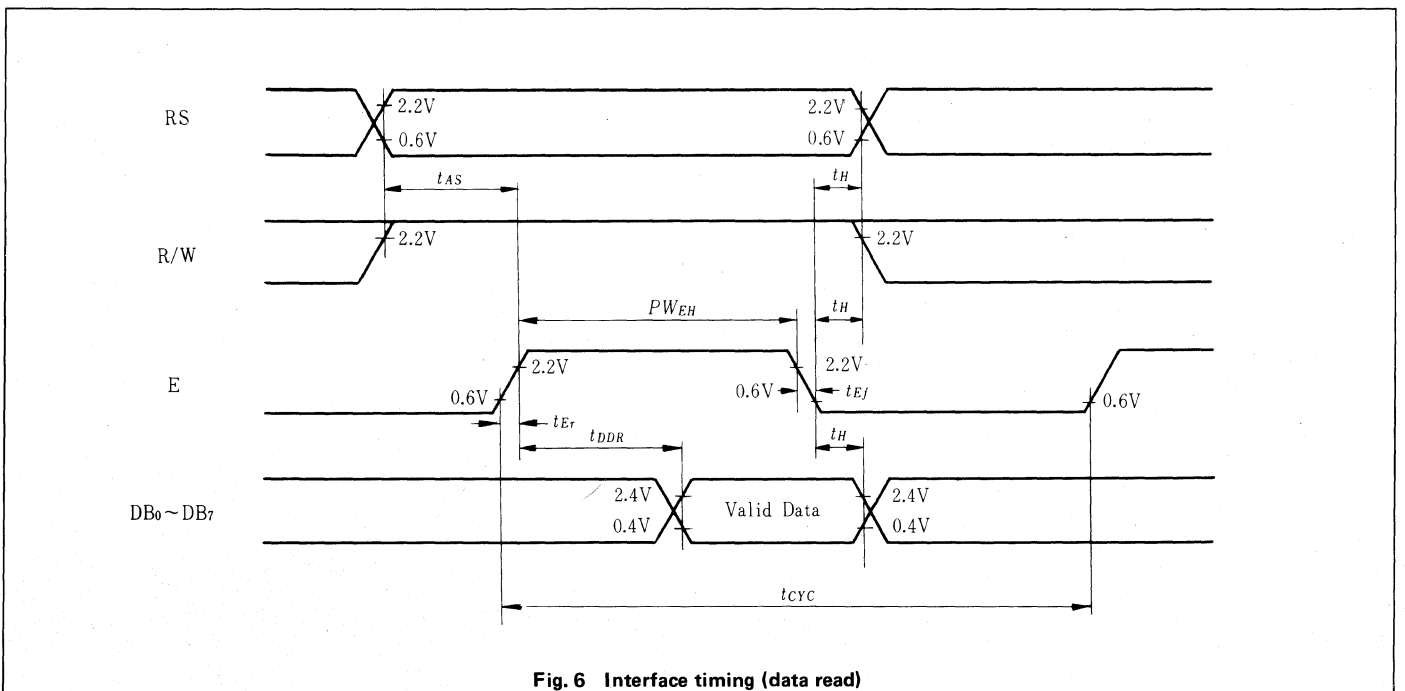 RS
2.2V
0.6V
2.2V
0.6V
tAS
tH
R/W
2.2V
2.2V
PWEH
tH
E
2.2V
0.6V
2.2V
0.6V
tEf
0.6V
tEr
tDDR
tH
DB0~DB7
2.4V
0.4V
Valid Data
2.4V
0.4V
tCYC
Fig. 6 Interface timing (data read)